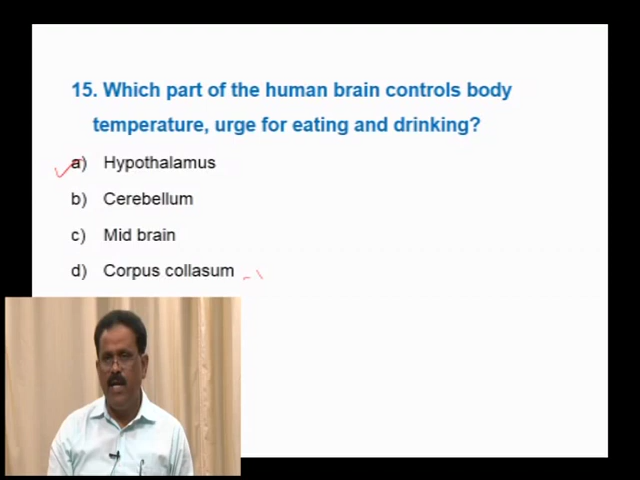 15. Which part of the human brain controls body
temperature, urge for eating and drinking?
a) Hypothalamus
b) Cerebellum
c) Mid brain
d) Corpus collasum